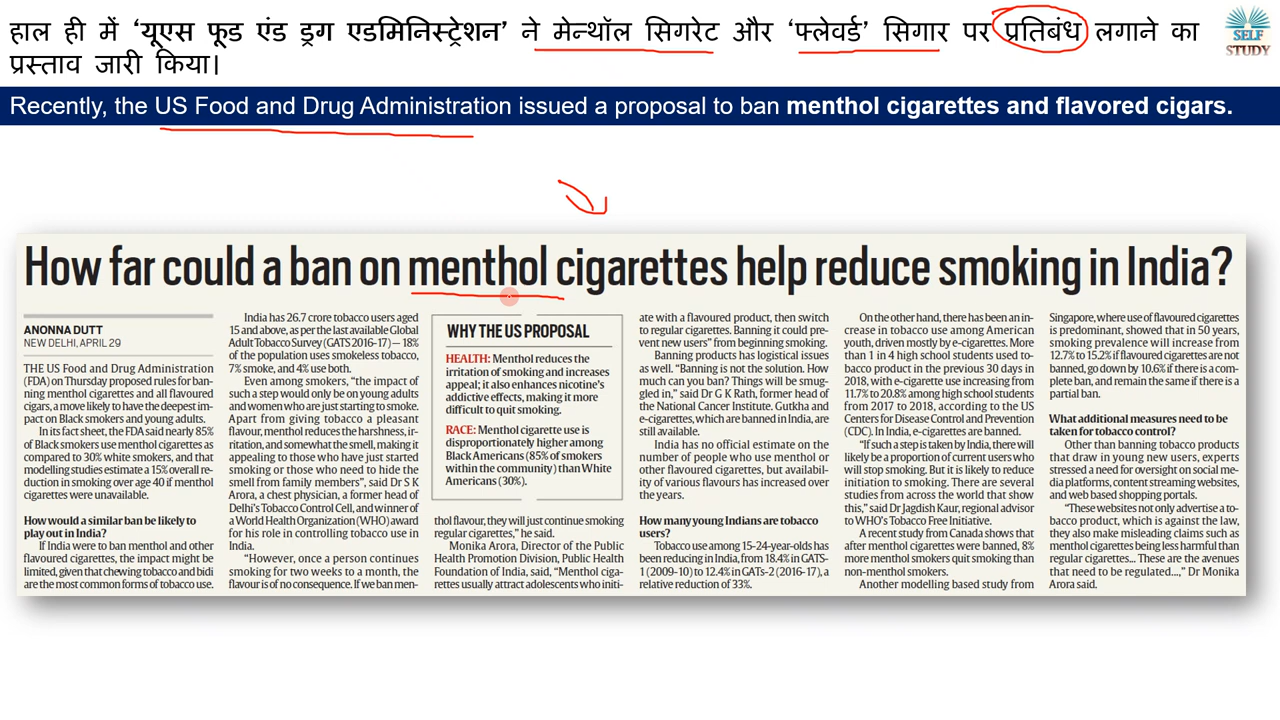 हाल ही में ‘यूएस फूड एंड ड्रग एडमिनिस्ट्रेशन’ ने मेन्थॉल सिगरेट और ‘फ्लेवर्ड’ सिगार पर प्रतिबंध लगाने का
प्रस्ताव जारी किया।
SELF
STUDY
Recently, the US Food and Drug Administration issued a proposal to ban menthol cigarettes and flavored cigars.
How far could a ban on menthol cigarettes help reduce smoking in India?
ANONNA DUTT
NEW DELHI, APRIL 29
THE US Food and Drug Administration
(FDA) on Thursday proposed rules for ban-
ning menthol cigarettes and all flavoured
cigars, a move likely to have the deepest im-
pact on Black smokers and young adults.
In its fact sheet, the FDA said nearly 85%
of Black smokers use menthol cigarettes as
compared to 30% white smokers, and that
modelling studies estimate a 15% overall re-
duction in smoking over age 40 if menthol
cigarettes were unavailable.
How would a similar ban be likely to
play out in India?
If India were to ban menthol and other
flavoured cigarettes, the impact might be
limited, given that chewing tobacco and bidi
are the most common forms of tobacco use.
India has 26.7 crore tobacco users aged
15 and above, as per the last available Global
Adult Tobacco Survey (GATS 2016-17) — 18%
of the population uses smokeless tobacco,
7% smoke, and 4% use both.
Even among smokers, “the impact of
such a step would only be on young adults
and women who are just starting to smoke.
Apart from giving tobacco a pleasant
flavour, menthol reduces the harshness, ir-
ritation, and somewhat the smell, making it
appealing to those who have just started
smoking or those who need to hide the
smell from family members”, said Dr S K
Arora, a chest physician, a former head of
Delhi’s Tobacco Control Cell, and winner of
a World Health Organization (WHO) award
for his role in controlling tobacco use in
India.
“However, once a person continues
smoking for two weeks to a month, the
flavour is of no consequence. If we ban men-
WHY THE US PROPOSAL
HEALTH: Menthol reduces the
irritation of smoking and increases
appeal; it also enhances nicotine’s
addictive effects, making it more
difficult to quit smoking.
RACE: Menthol cigarette use is
disproportionately higher among
Black Americans (85% of smokers
within the community) than White
Americans (30%).
thol flavour, they will just continue smoking
regular cigarettes,” he said.
Monika Arora, Director of the Public
Health Promotion Division, Public Health
Foundation of India, said, “Menthol ciga-
rettes usually attract adolescents who initi-
ate with a flavoured product, then switch
to regular cigarettes. Banning it could pre-
vent new users” from beginning smoking.
Banning products has logistical issues
as well. “Banning is not the solution. How
much can you ban? Things will be smug-
gled in,” said Dr G K Rath, former head of
the National Cancer Institute. Gutkha and
e-cigarettes, which are banned in India, are
still available.
India has no official estimate on the
number of people who use menthol or
other flavoured cigarettes, but availabil-
ity of various flavours has increased over
the years.
How many young Indians are tobacco
users?
Tobacco use among 15-24-year-olds has
been reducing in India, from 18.4% in GATS-
1 (2009-10) to 12.4% in GATs-2 (2016-17), a
relative reduction of 33%.
On the other hand, there has been an in-
crease in tobacco use among American
youth, driven mostly by e-cigarettes. More
than 1 in 4 high school students used to-
bacco product in the previous 30 days in
2018, with e-cigarette use increasing from
11.7% to 20.8% among high school students
from 2017 to 2018, according to the US
Centers for Disease Control and Prevention
(CDC). In India, e-cigarettes are banned.
“If such a step is taken by India, there will
likely be a proportion of current users who
will stop smoking. But it is likely to reduce
initiation to smoking. There are several
studies from across the world that show
this,” said Dr Jagdish Kaur, regional advisor
to WHO’s Tobacco Free Initiative.
A recent study from Canada shows that
after menthol cigarettes were banned, 8%
more menthol smokers quit smoking than
non-menthol smokers.
Another modelling based study from
Singapore, where use of flavoured cigarettes
is predominant, showed that in 50 years,
smoking prevalence will increase from
12.7% to 15.2% if flavoured cigarettes are not
banned, go down by 10.6% if there is a com-
plete ban, and remain the same if there is a
partial ban.
What additional measures need to be
taken for tobacco control?
Other than banning tobacco products
that draw in young new users, experts
stressed a need for oversight on social me-
dia platforms, content streaming websites,
and web based shopping portals.
“These websites not only advertise a to-
bacco product, which is against the law,
they also make misleading claims such as
menthol cigarettes being less harmful than
regular cigarettes... These are the avenues
that need to be regulated...,” Dr Monika
Arora said.